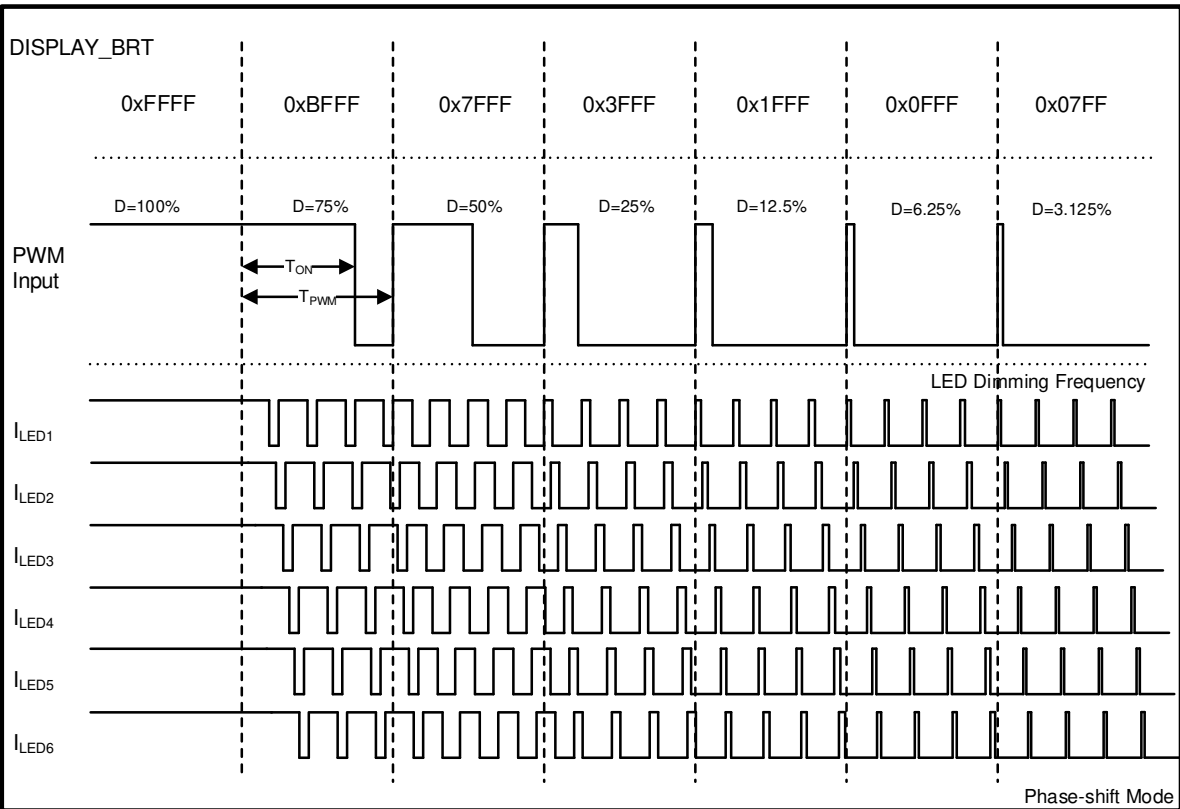 DISPLAY_BRT
0xFFFF 0xBFFF 0x7FFF 0x3FFF 0x1FFF 0x0FFF 0x07FF
D=100% D=75% D=50% D=25% D=12.5% D=6.25% D=3.125%
PWM
Input
TON
TPWM
LED Dimming Frequency
ILED1
ILED2
ILED3
ILED4
ILED5
ILED6
Phase-shift Mode